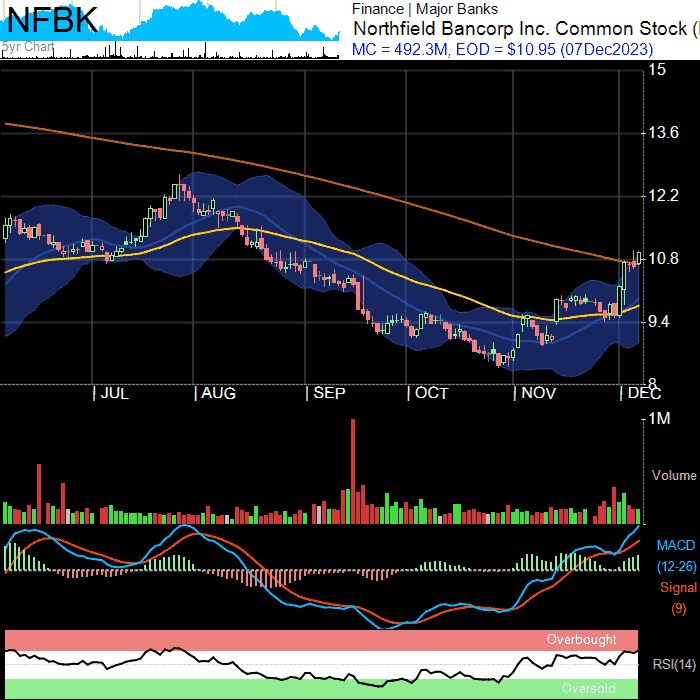 NFBK
5yr Chart
Finance | Major Banks
Northfield Bancorp Inc. Common Stock (
MC = 492.3M, EOD = $10.95 (07Dec2023)
15
13.6
12.2
10.8
9.4
8
| JUL | AUG | SEP | OCT | NOV | DEC
1M
Volume
MACD
(12-26)
Signal
(9)
Overbought
RSI(14)
Oversold